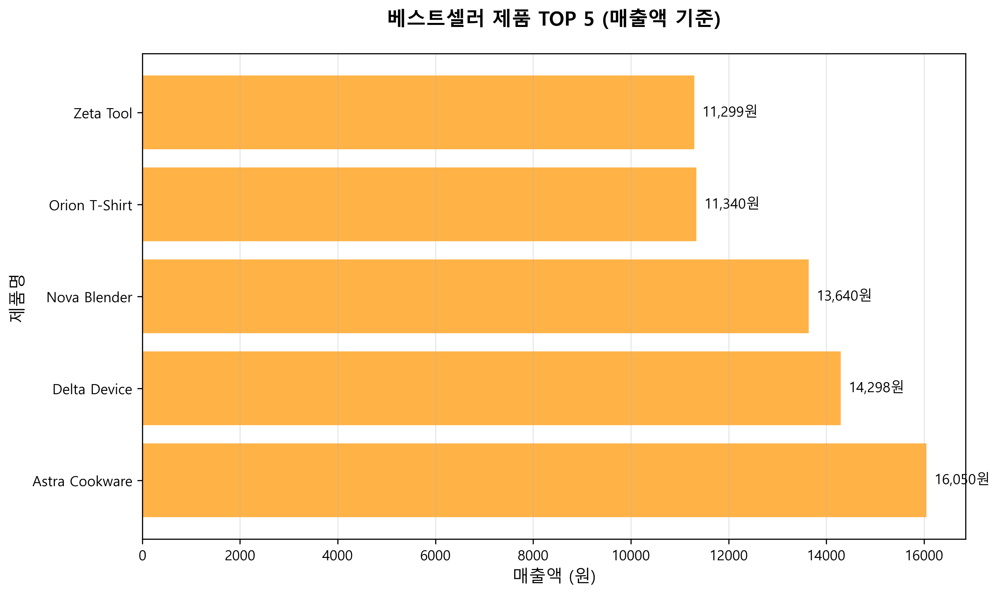 베스트셀러 제품 TOP 5 (매출액 기준)
제품명
Zeta Tool
11,299원
Orion T-Shirt
11,340원
Nova Blender
13,640원
Delta Device
14,298원
Astra Cookware
16,050원
0 2000 4000 6000 8000 10000 12000 14000 16000
매출액 (원)